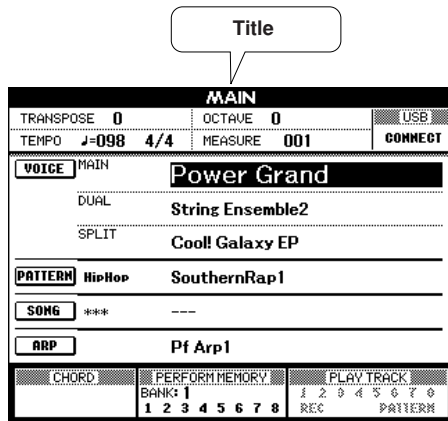 Title
MAIN
TRANSPOSE 0 OCTAVE 0 USB
TEMPO ♩=098 4/4 MEASURE 001 CONNECT
VOICE MAIN Power Grand
DUAL String Ensemble2
SPLIT Cool! Galaxy EP
PATTERN HipHop SouthernRap1
SONG *** ---
ARP Pf Arp1
CHORD PERFORM MEMORY PLAY TRACK
BANK: 1 1 2 3 4 5 6 7 8
1 2 3 4 5 6 7 8 REC PATTERN